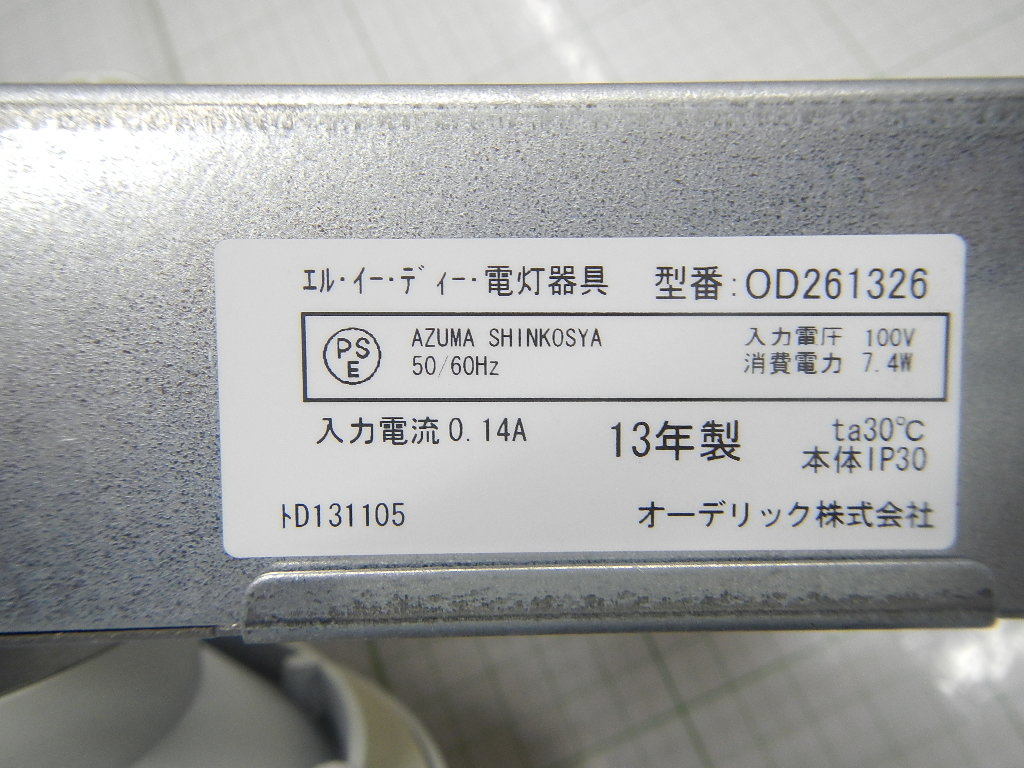 ｴﾙ･ｲｰ･ﾃﾞｨｰ･電灯器具 型番:OD261326
PSE AZUMA SHINKOSYA 入力電圧 100V
50/60Hz 消費電力 7.4W
入力電流 0.14A 13年製 ta30℃
本体IP30
ﾄD131105 オーデリック株式会社